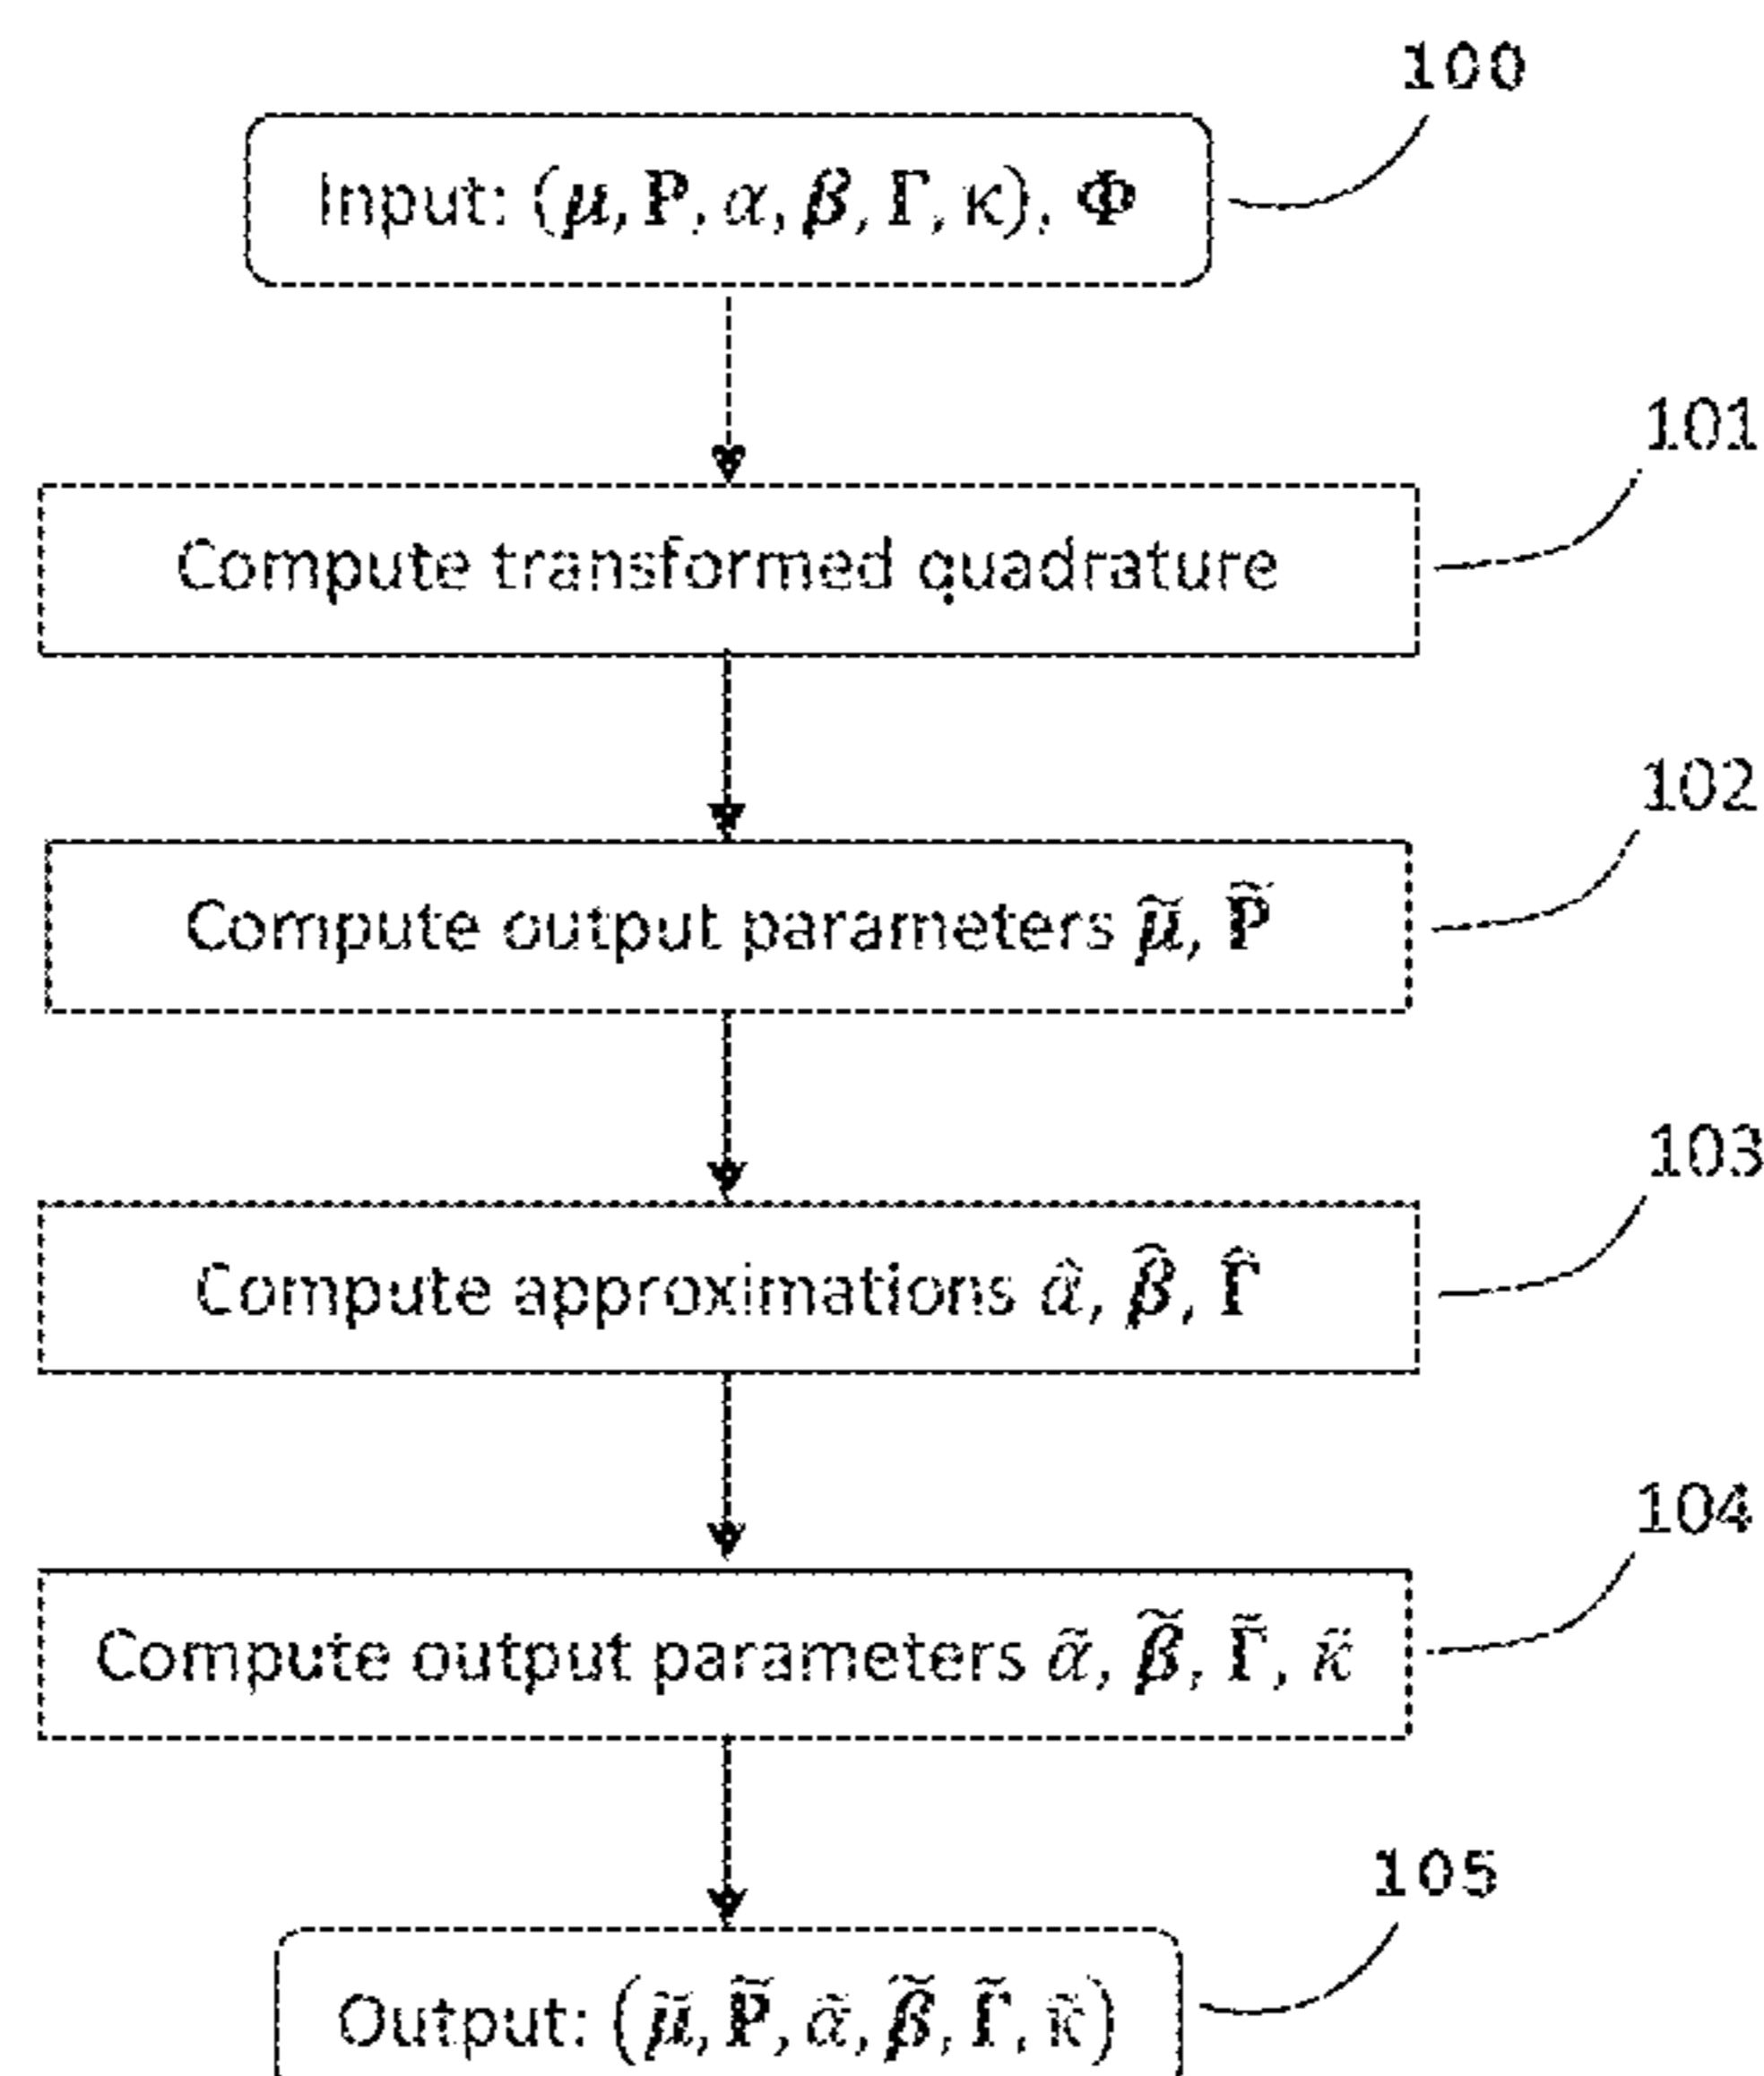 100
Input: (μ, P, α, β, Γ, κ), Φ
101
Compute transformed quadrature
102
Compute output parameters μ̃, P̃
103
Compute approximations α̂, β̂, Γ̂
104
Compute output parameters α̃, β̃, Γ̃, κ̃
105
Output: (μ̃, P̃, α̃, β̃, Γ̃, κ̃)